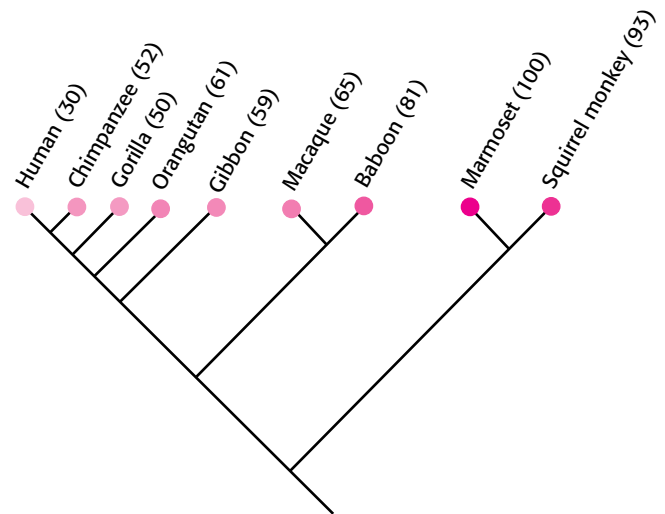 Human (30)
Chimpanzee (52)
Gorilla (50)
Orangutan (61)
Gibbon (59)
Macaque (65)
Baboon (81)
Marmoset (100)
Squirrel monkey (93)